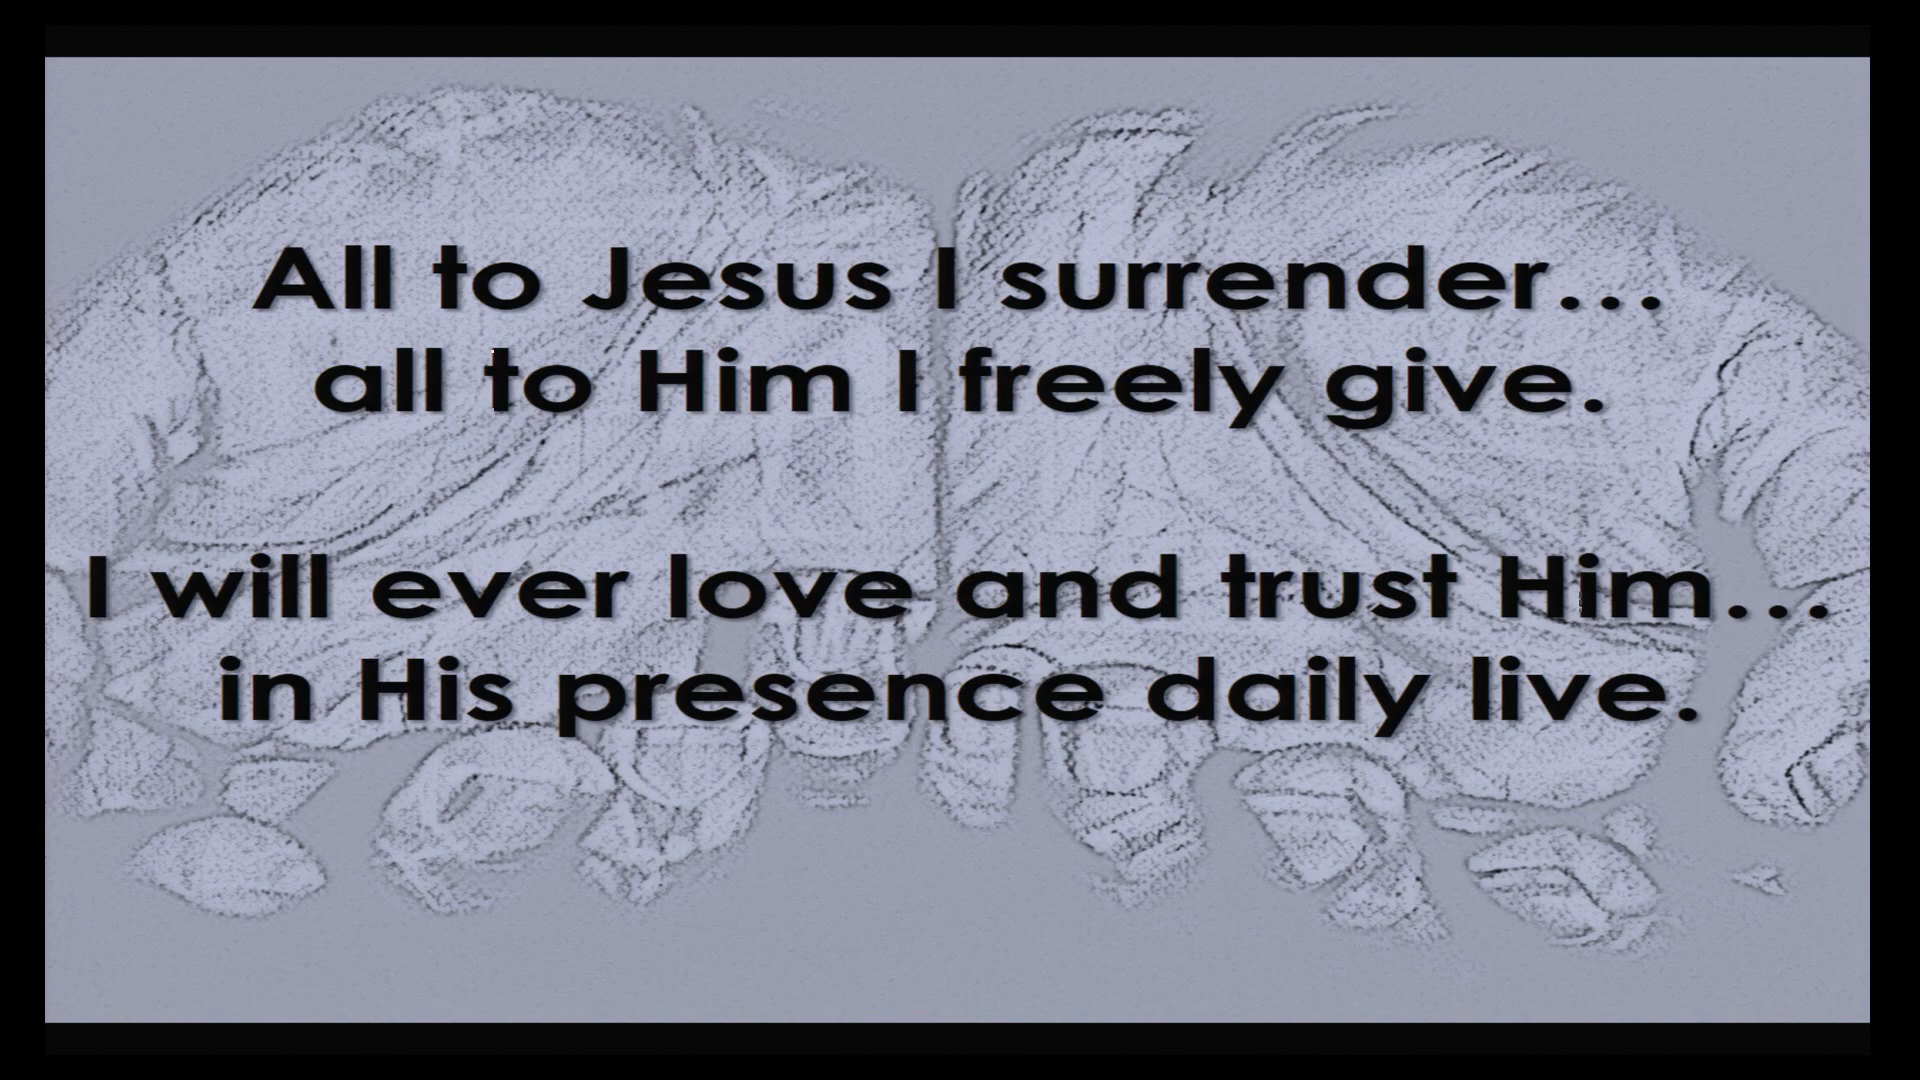 All to Jesus I surrender...
all to Him I freely give.
I will ever love and trust Him...
in His presence daily live.